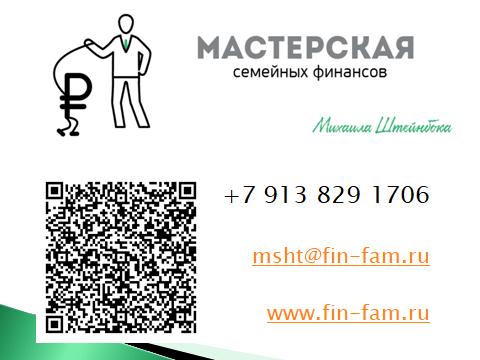 МАСТЕРСКАЯ
семейных финансов
Михаила Штейнбока
+7 913 829 1706
msht@fin-fam.ru
www.fin-fam.ru